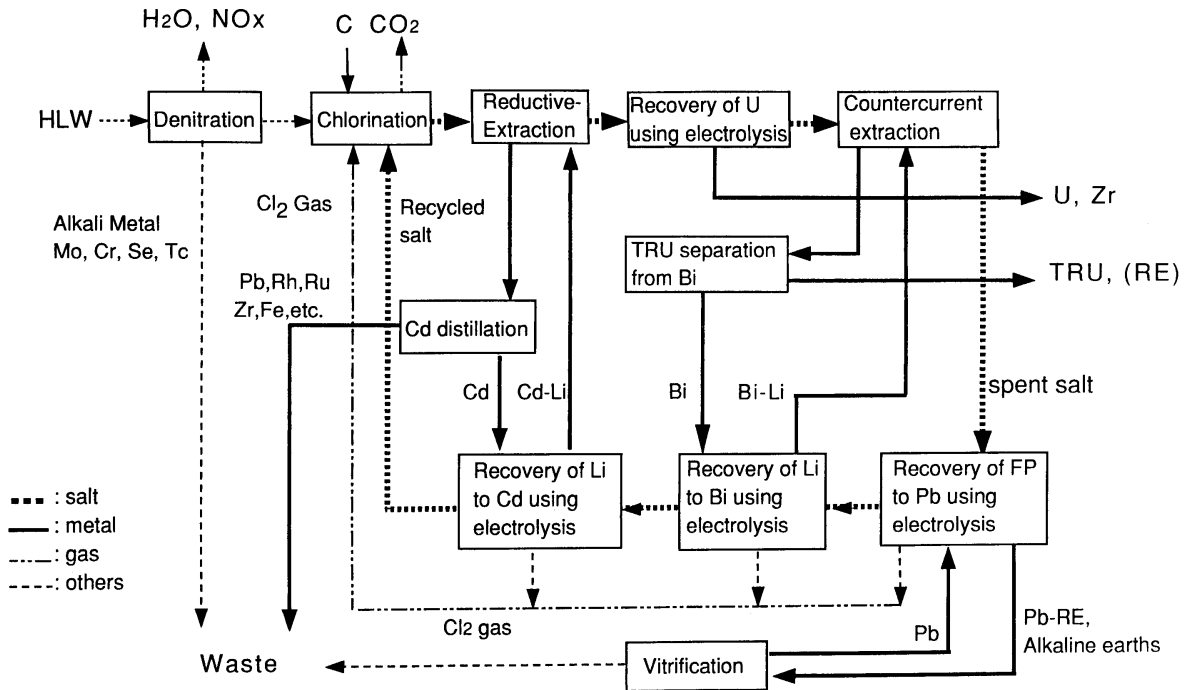 H2O, NOx
C
CO2
HLW
Denitration
Chlorination
Reductive-
Extraction
Recovery of U
using electrolysis
Countercurrent
extraction
U, Zr
Cl2 Gas
Recycled
salt
Alkali Metal
Mo, Cr, Se, Tc
TRU separation
from Bi
TRU, (RE)
Pb,Rh,Ru
Zr,Fe,etc.
Cd distillation
Cd
Cd-Li
Bi
Bi-Li
spent salt
Recovery of Li
to Cd using
electrolysis
Recovery of Li
to Bi using
electrolysis
Recovery of FP
to Pb using
electrolysis
: salt
: metal
: gas
: others
Cl2 gas
Pb
Pb-RE,
Alkaline earths
Waste
Vitrification